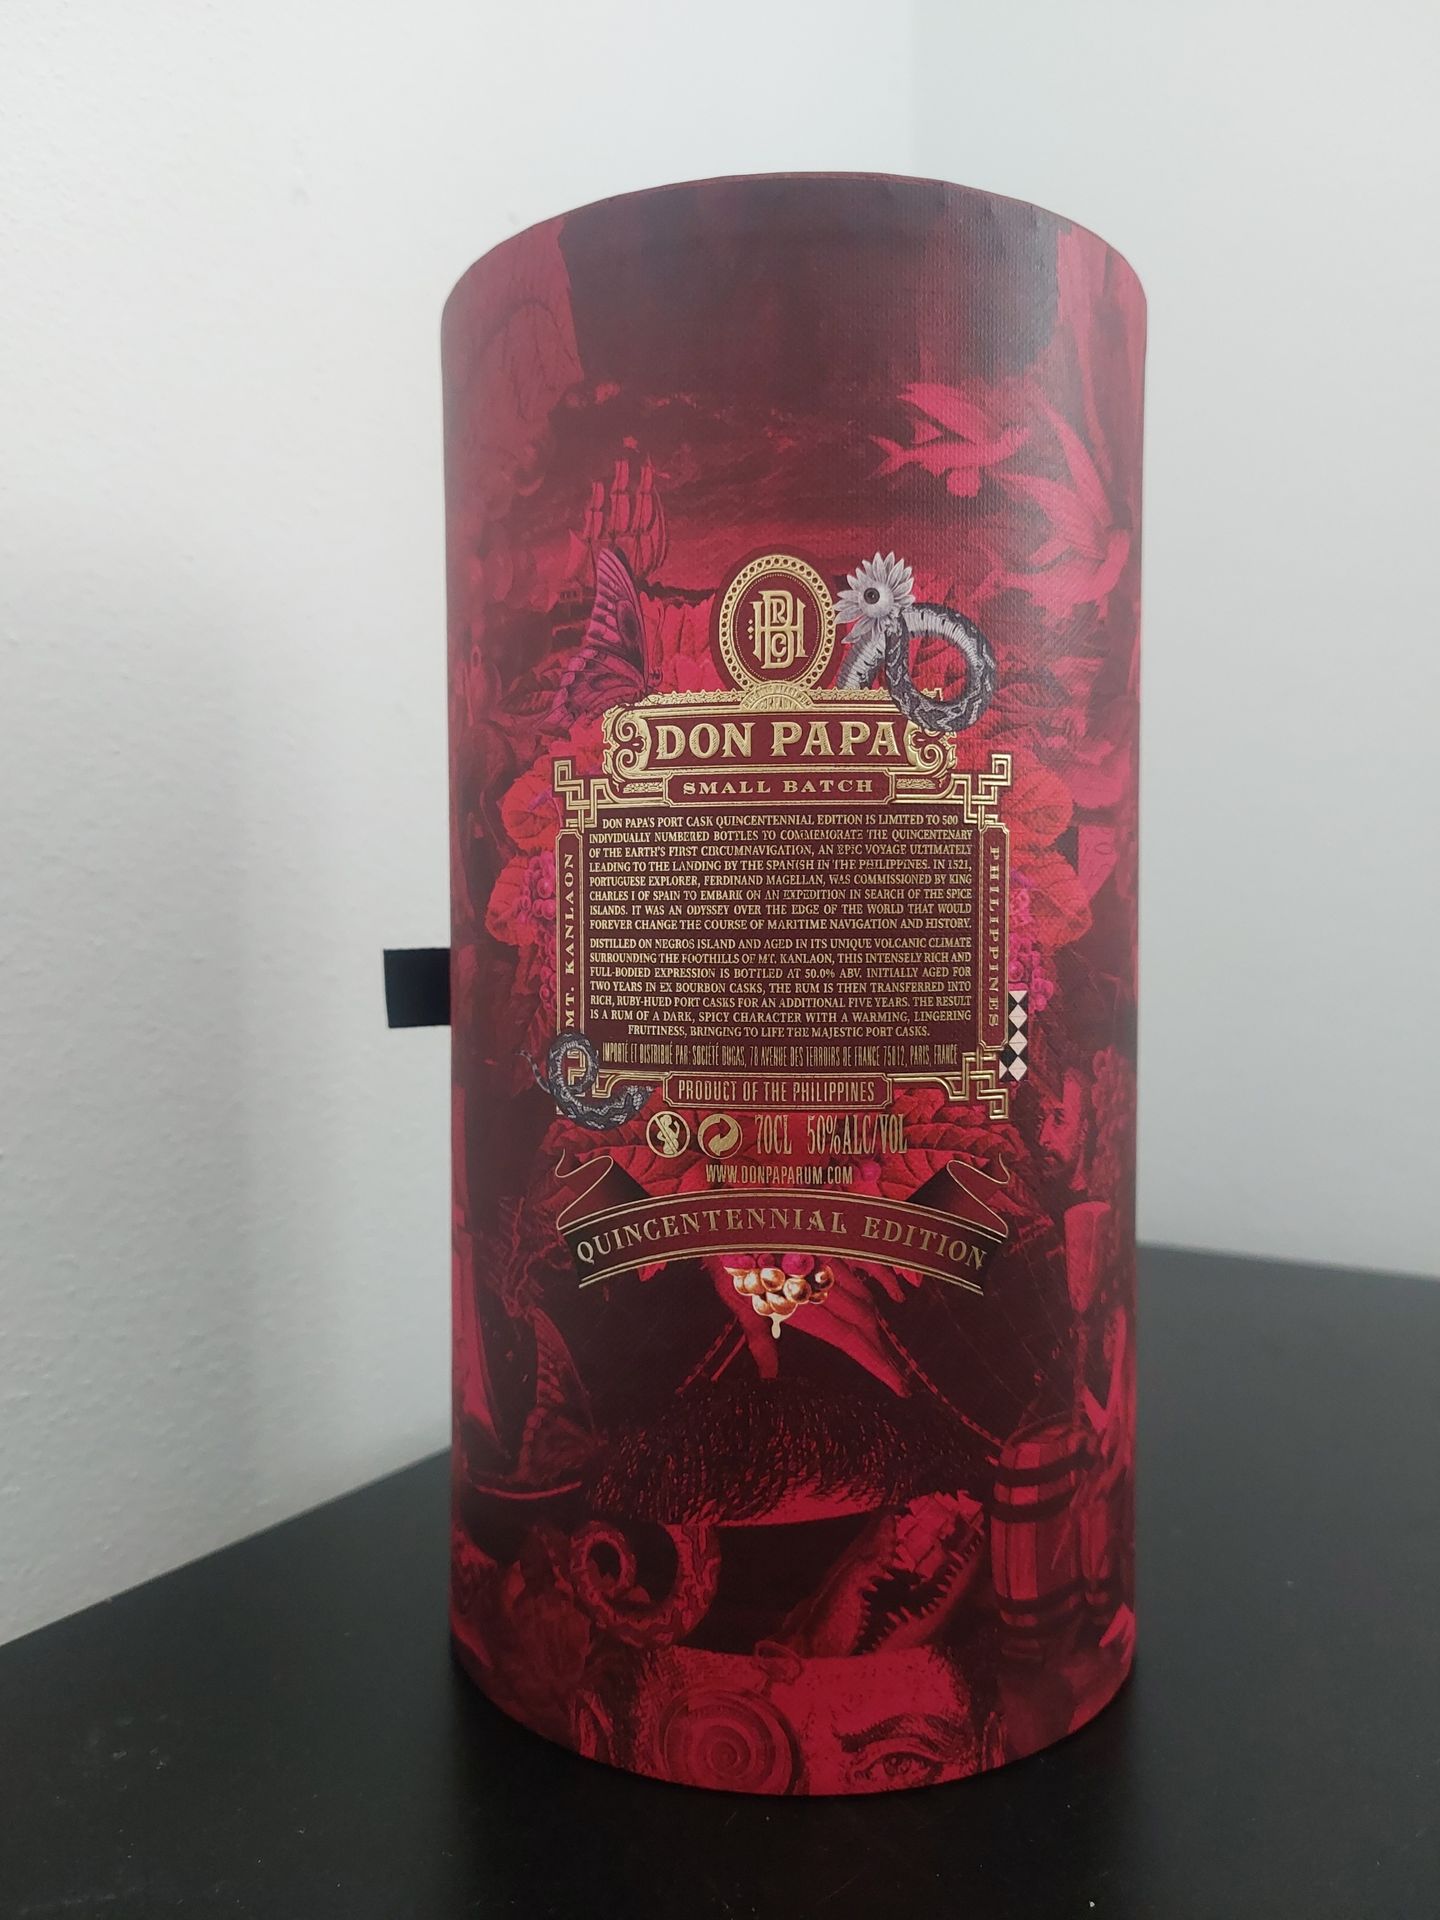 DON PAPA
SMALL BATCH
DON PAPA'S PORT CASK QUINCENTENNIAL EDITION IS LIMITED TO 500
INDIVIDUALLY NUMBERED BOTTLES TO COMMEMORATE THE QUINCENTENARY
OF THE EARTH'S FIRST CIRCUMNAVIGATION, AN EPIC VOYAGE ULTIMATELY
LEADING TO THE LANDING BY THE SPANISH IN THE PHILIPPINES. IN 1521,
PORTUGUESE EXPLORER, FERDINAND MAGELLAN, WAS COMMISSIONED BY KING
CHARLES I OF SPAIN TO EMBARK ON AN EXPEDITION IN SEARCH OF THE SPICE
ISLANDS. IT WAS AN ODYSSEY OVER THE EDGE OF THE WORLD THAT WOULD
FOREVER CHANGE THE COURSE OF MARITIME NAVIGATION AND HISTORY.
DISTILLED ON NEGROS ISLAND AND AGED IN ITS UNIQUE VOLCANIC CLIMATE
SURROUNDING THE FOOTHILLS OF MT. KANLAON, THIS INTENSELY RICH AND
FULL-BODIED EXPRESSION IS BOTTLED AT 50.0% ABV. INITIALLY AGED FOR
TWO YEARS IN EX BOURBON CASKS, THE RUM IS THEN TRANSFERRED INTO
RICH, RUBY-HUED PORT CASKS FOR AN ADDITIONAL FIVE YEARS. THE RESULT
IS A RUM OF A DARK, SPICY CHARACTER WITH A WARMING, LINGERING
FRUITINESS, BRINGING TO LIFE THE MAJESTIC PORT CASKS.
IMPORTÉ ET DISTRIBUÉ PAR: SOCIÉTÉ DUGAS, 78 AVENUE DES TERROIRS DE FRANCE 75012, PARIS, FRANCE
MT. KANLAON
PHILIPPINES
PRODUCT OF THE PHILIPPINES
70CL 50%ALC/VOL
WWW.DONPAPARUM.COM
QUINCENTENNIAL EDITION